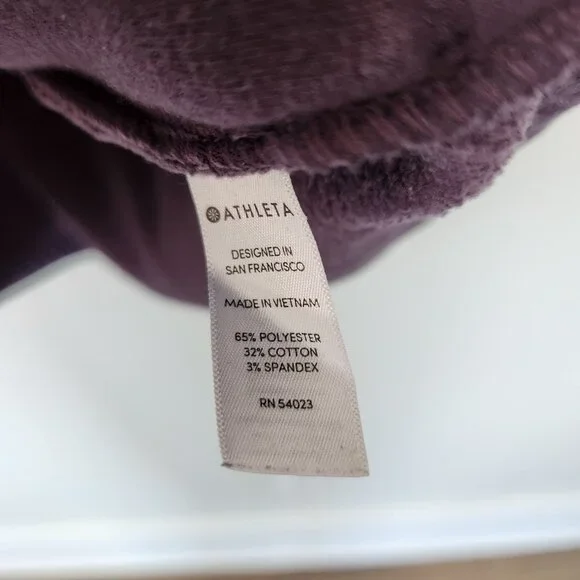 ATHLETA
DESIGNED IN
SAN FRANCISCO
MADE IN VIETNAM
65% POLYESTER
32% COTTON
3% SPANDEX
RN 54023